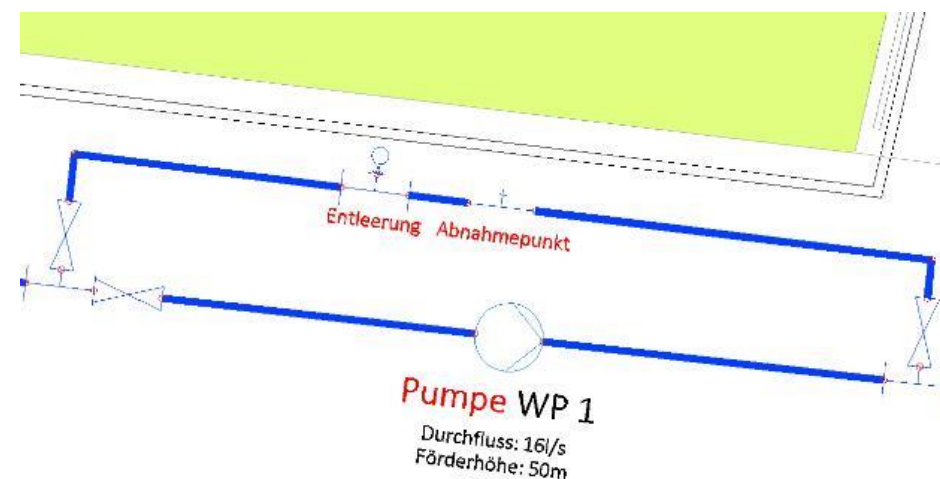 Entleerung Abnahmepunkt
Pumpe WP 1
Durchfluss: 16l/s
Förderhöhe: 50m